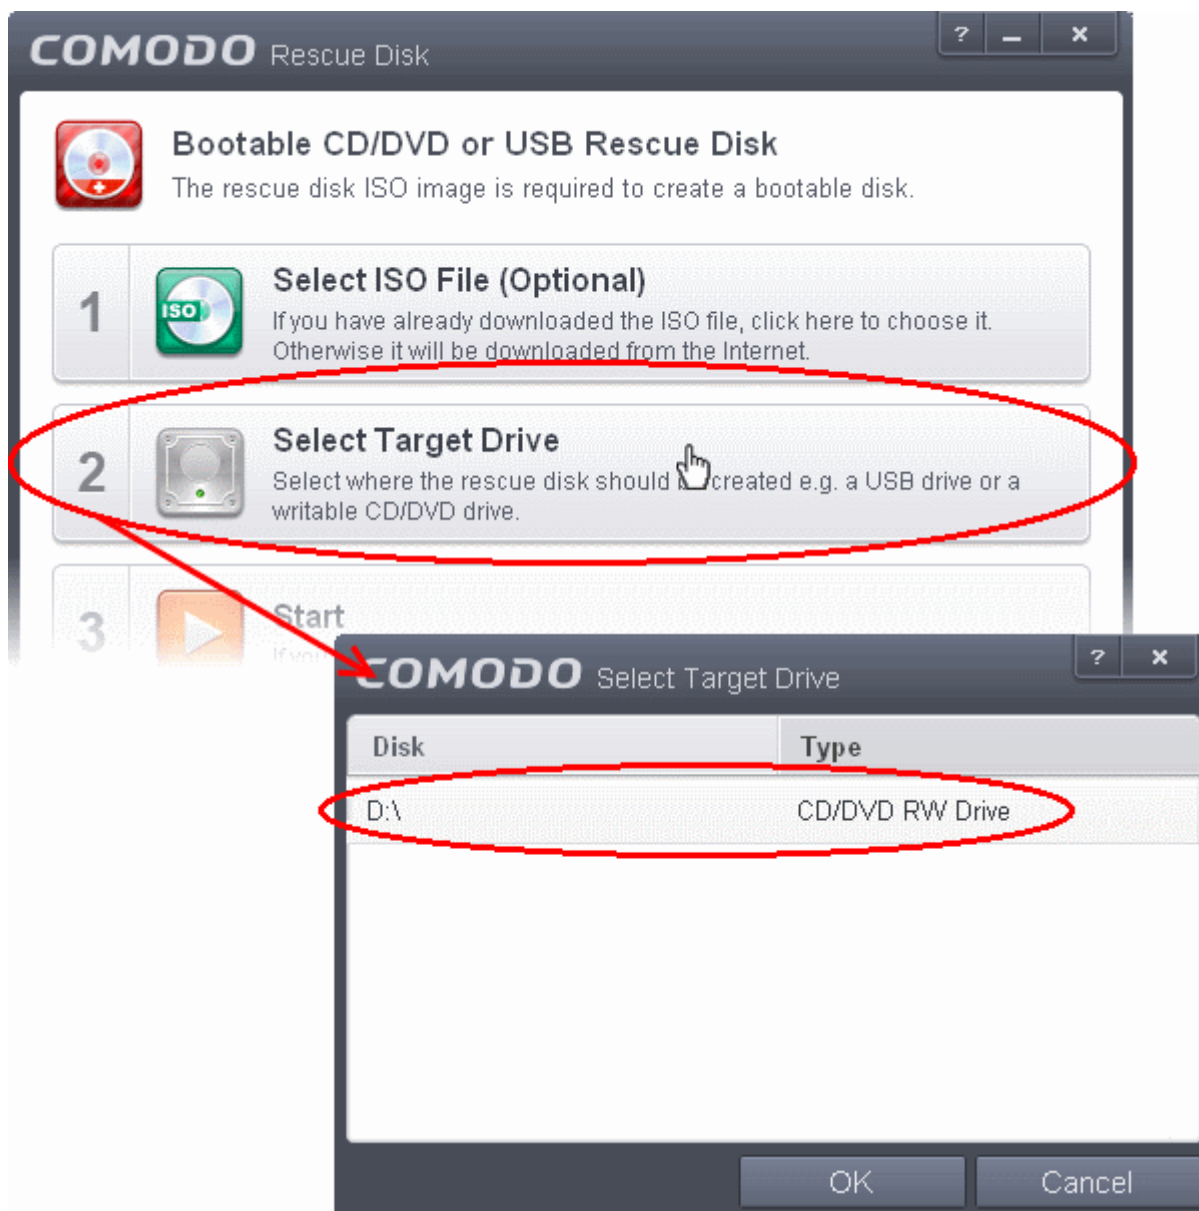 COMODO Rescue Disk
? _ x
Bootable CD/DVD or USB Rescue Disk
The rescue disk ISO image is required to create a bootable disk.
1
ISO
Select ISO File (Optional)
If you have already downloaded the ISO file, click here to choose it.
Otherwise it will be downloaded from the Internet.
2
Select Target Drive
Select where the rescue disk should created e.g. a USB drive or a
writable CD/DVD drive.
3
Start
If you
COMODO Select Target Drive
? x
Disk Type
D:\ CD/DVD RW Drive
OK Cancel